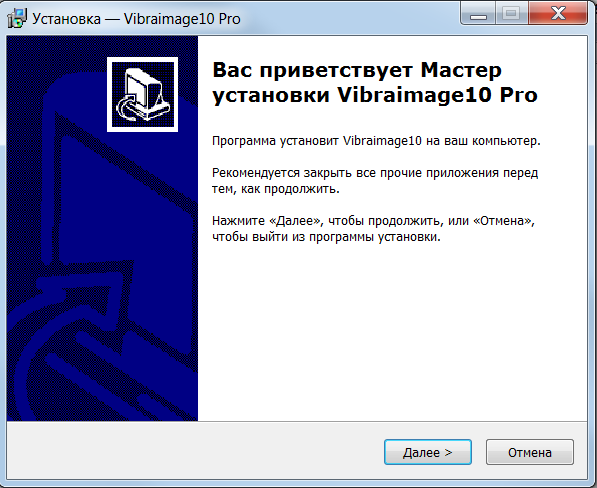 Установка — Vibraimage10 Pro
Вас приветствует Мастер
установки Vibraimage10 Pro
Программа установит Vibraimage10 на ваш компьютер.
Рекомендуется закрыть все прочие приложения перед
тем, как продолжить.
Нажмите «Далее», чтобы продолжить, или «Отмена»,
чтобы выйти из программы установки.
Далее >
Отмена